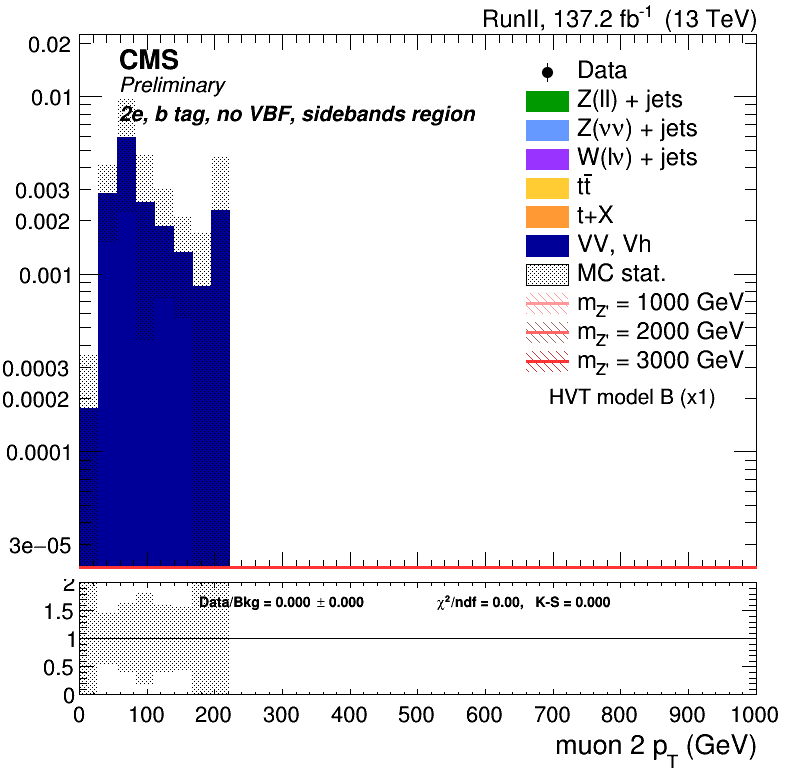 RunII, 137.2 fb⁻¹ (13 TeV)
CMS
Preliminary
2e, b tag, no VBF, sidebands region
Data
Z(ll) + jets
Z(νν) + jets
W(lν) + jets
tt̄
t+X
VV, Vh
MC stat.
m_Z' = 1000 GeV
m_Z' = 2000 GeV
m_Z' = 3000 GeV
HVT model B (x1)
0.02
0.01
0.003
0.002
0.001
0.0003
0.0002
0.0001
3e−05
2
1.5
1
0.5
0
Data/Bkg = 0.000 ± 0.000
χ²/ndf = 0.00, K-S = 0.000
0 100 200 300 400 500 600 700 800 900 1000
muon 2 p_T (GeV)